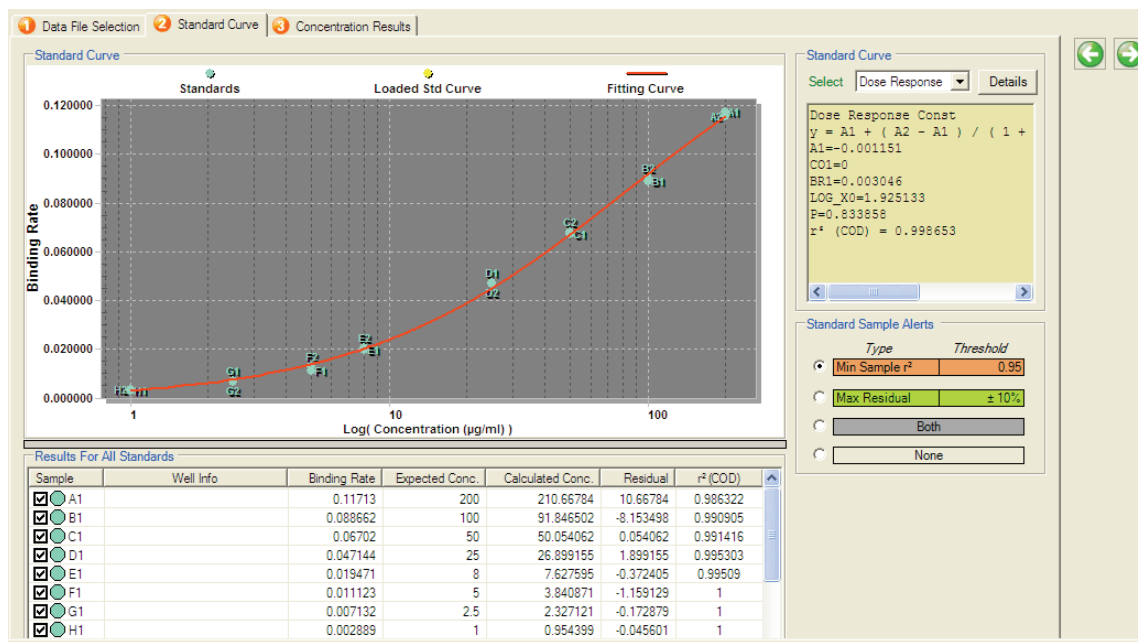 1 Data File Selection 2 Standard Curve 3 Concentration Results
Standard Curve
Standards Loaded Std Curve Fitting Curve
0.120000
0.100000
0.080000
0.060000
0.040000
0.020000
0.000000
Binding Rate
A2 A1
B2
B1
C2
C1
D1
D2
E2
E1
F2
F1
G1
G2
H2 H1
1 10 100
Log( Concentration (µg/ml) )
Standard Curve
Select Dose Response Details
Dose Response Const
y = A1 + ( A2 - A1 ) / ( 1 +
A1=-0.001151
CO1=0
BR1=0.003046
LOG_X0=1.925133
P=0.833858
r² (COD) = 0.998653
Standard Sample Alerts
Type Threshold
Min Sample r² 0.95
Max Residual ± 10%
Both
None
Results For All Standards
Sample Well Info Binding Rate Expected Conc. Calculated Conc. Residual r² (COD)
A1 0.11713 200 210.66784 10.66784 0.986322
B1 0.088662 100 91.846502 -8.153498 0.990905
C1 0.06702 50 50.054062 0.054062 0.991416
D1 0.047144 25 26.899155 1.899155 0.995303
E1 0.019471 8 7.627595 -0.372405 0.99509
F1 0.011123 5 3.840871 -1.159129 1
G1 0.007132 2.5 2.327121 -0.172879 1
H1 0.002889 1 0.954399 -0.045601 1